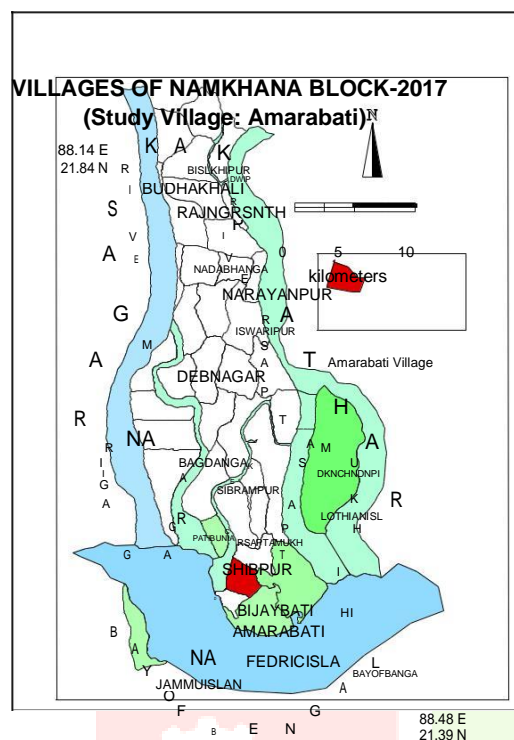 VILLAGES OF NAMKHANA BLOCK-2017
(Study Village: Amarabati)
N
88.14 E
21.84 N
K A K
BISLKHIPUR
DWIP
BUDHAKHALI
RAJNGRSNTH
P
R I V E R
S A G A R
R I V E R
NADABHANGA
NARAYANPUR
0 5 10
kilometers
ISWARIPUR
Amarabati Village
A T H A R
DEBNAGAR
S A P T
M U K H
DKNCHNDNPI
LOTHIANISL
NA
BAGDANGA
SIBRAMPUR
M U R I G A N G A
PATIBUNIA
RSAPTAMUKH
SHIBPUR
BIJAYBATI
AMARABATI
NA
FEDRICISLA
HI
L
BAYOFBANGA
JAMMUISLAN
B A Y O F B E N G A L
88.48 E
21.39 N